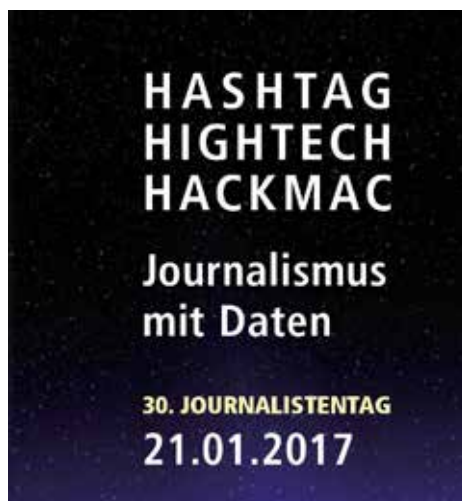 HASHTAG
HIGHTECH
HACKMAC
Journalismus
mit Daten
30. JOURNALISTENTAG
21.01.2017